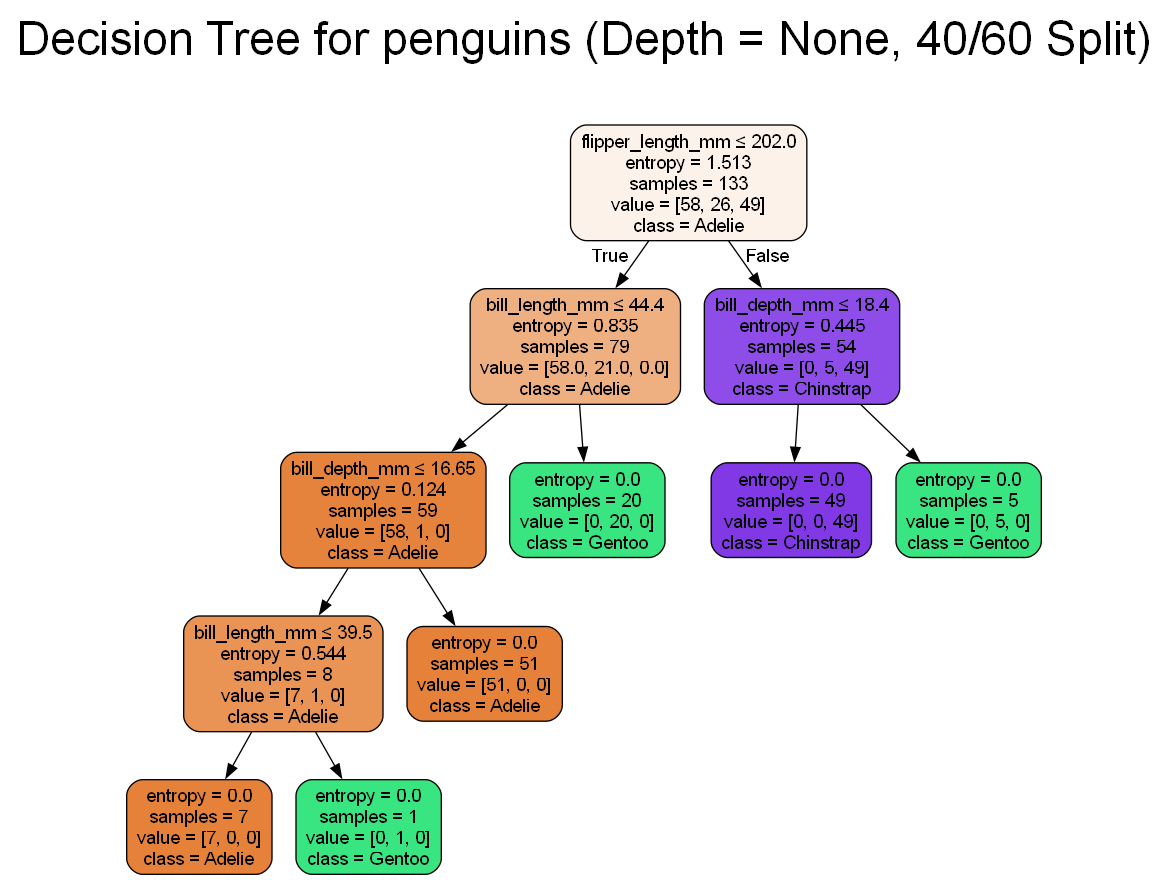 Decision Tree for penguins (Depth = None, 40/60 Split)
flipper_length_mm ≤ 202.0
entropy = 1.513
samples = 133
value = [58, 26, 49]
class = Adelie
True
False
bill_length_mm ≤ 44.4
entropy = 0.835
samples = 79
value = [58.0, 21.0, 0.0]
class = Adelie
bill_depth_mm ≤ 18.4
entropy = 0.445
samples = 54
value = [0, 5, 49]
class = Chinstrap
bill_depth_mm ≤ 16.65
entropy = 0.124
samples = 59
value = [58, 1, 0]
class = Adelie
entropy = 0.0
samples = 20
value = [0, 20, 0]
class = Gentoo
entropy = 0.0
samples = 49
value = [0, 0, 49]
class = Chinstrap
entropy = 0.0
samples = 5
value = [0, 5, 0]
class = Gentoo
bill_length_mm ≤ 39.5
entropy = 0.544
samples = 8
value = [7, 1, 0]
class = Adelie
entropy = 0.0
samples = 51
value = [51, 0, 0]
class = Adelie
entropy = 0.0
samples = 7
value = [7, 0, 0]
class = Adelie
entropy = 0.0
samples = 1
value = [0, 1, 0]
class = Gentoo